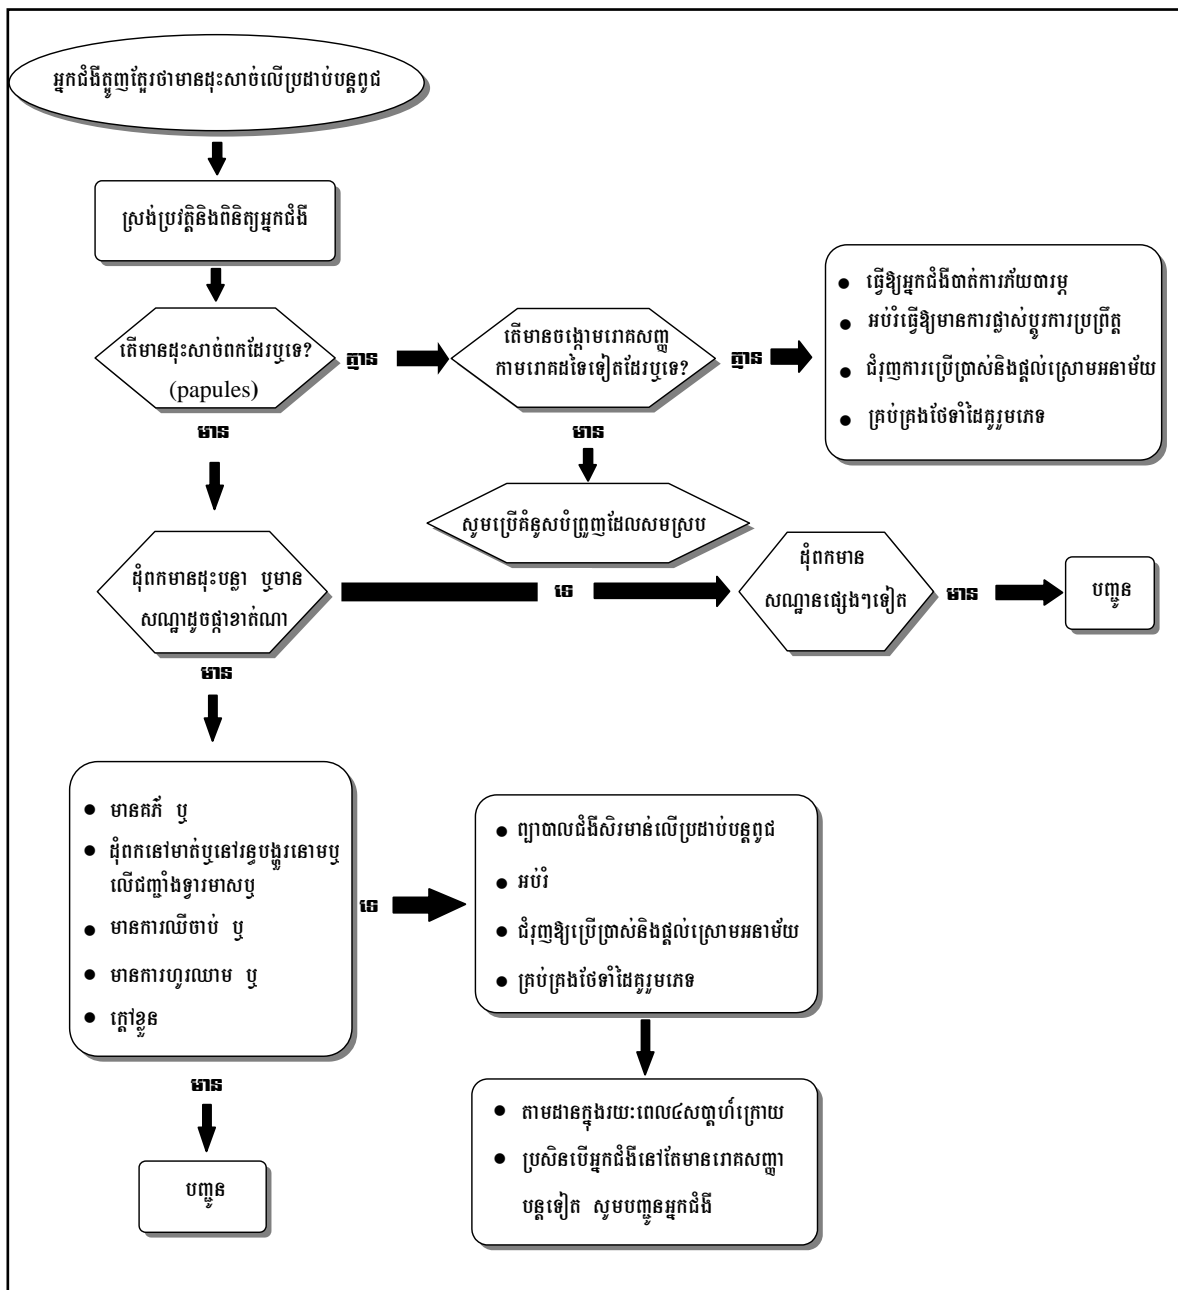 អ្នកជំងឺត្អូញត្អែរថាមានដុះសាច់លើប្រដាប់បន្តពូជ
ស្រង់ប្រវត្តិនិងពិនិត្យអ្នកជំងឺ
តើមានដុះសាច់ពកដែរឬទេ?
(papules)
គ្មាន
តើមានចង្កោមរោគសញ្ញ
កាមរោគដទៃទៀតដែរឬទេ?
គ្មាន
● ធ្វើឱ្យអ្នកជំងឺបាត់ការភ័យបារម្ភ
● អប់រំធ្វើឱ្យមានការផ្លាស់ប្តូរការប្រព្រឹត្ត
● ជំរុញការប្រើប្រាស់និងផ្តល់ស្រោមអនាម័យ
● គ្រប់គ្រងថែទាំដៃគូរួមភេទ
មាន
មាន
សូមប្រើគំនូសបំព្រួញដែលសមស្រប
ដុំពកមានដុះបន្លា ឬមាន
សណ្ឋាដូចផ្កាខាត់ណា
ទេ
ដុំពកមាន
សណ្ឋានផ្សេងៗទៀត
មាន
បញ្ជូន
មាន
● មានគភ៌ ឬ
● ដុំពកនៅមាត់ឬនៅរន្ធបង្ហួរនោមឬ
លើជញ្ជាំងទ្វារមាសឬ
● មានការឈឺចាប់ ឬ
● មានការហូរឈាម ឬ
● ក្តៅខ្លួន
ទេ
● ព្យាបាលជំងឺសិរមាន់លើប្រដាប់បន្តពូជ
● អប់រំ
● ជំរុញឱ្យប្រើប្រាស់និងផ្តល់ស្រោមអនាម័យ
● គ្រប់គ្រងថែទាំដៃគូរួមភេទ
មាន
បញ្ជូន
● តាមដានក្នុងរយៈពេល៤សប្តាហ៍ក្រោយ
● ប្រសិនបើអ្នកជំងឺនៅតែមានរោគសញ្ញា
បន្តទៀត សូមបញ្ជូនអ្នកជំងឺ